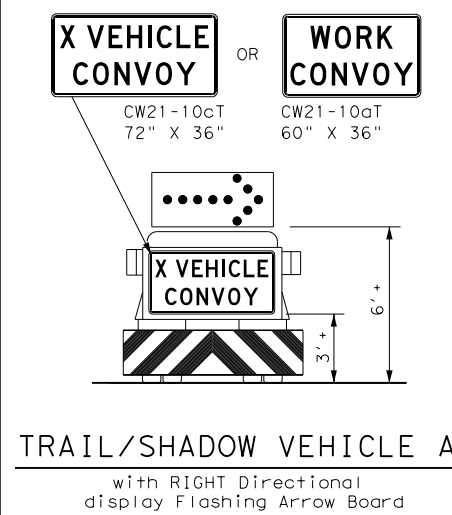 X VEHICLE
CONVOY
OR
WORK
CONVOY
CW21-10cT
72" X 36"
CW21-10aT
60" X 36"
X VEHICLE
CONVOY
6'+
3'+
TRAIL/SHADOW VEHICLE A
with RIGHT Directional
display Flashing Arrow Board